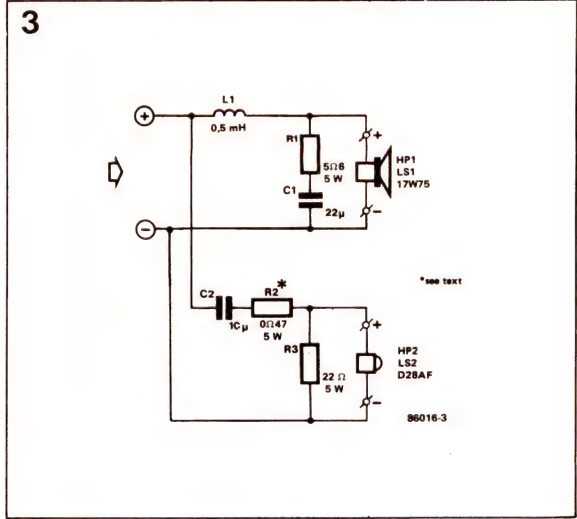 3
+
L1
0,5 mH
R1
5Ω6
5 W
C1
22µ
+
HP1
LS1
17W75
−
−
*see text
C2
10µ
R2*
0Ω47
5 W
R3
22 Ω
5 W
+
HP2
LS2
D28AF
−
86016-3